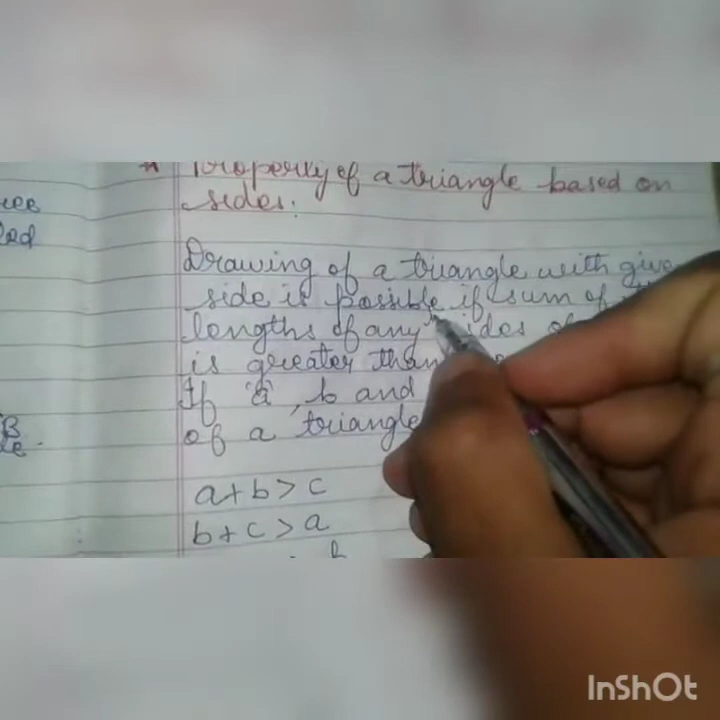 Property of a triangle based on
sides:
Drawing of a triangle with give
side is possible if sum of
lengths of any sides of
is greater than
If 'a', b and
of a triangle
a+b>c
b+c>a
InShOt